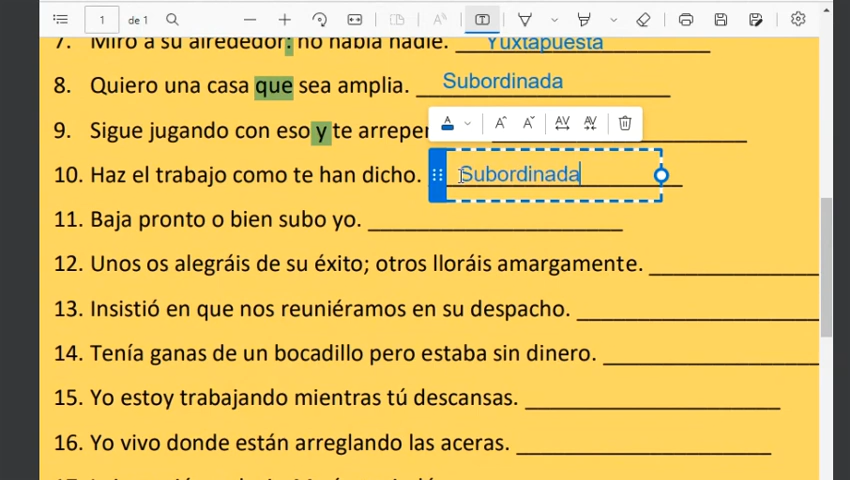 1 de 1
7. Miró a su alrededor: no había nadie. Yuxtapuesta
8. Quiero una casa que sea amplia. Subordinada
9. Sigue jugando con eso y te arreper
10. Haz el trabajo como te han dicho. Subordinada
11. Baja pronto o bien subo yo.
12. Unos os alegráis de su éxito; otros lloráis amargamente.
13. Insistió en que nos reuniéramos en su despacho.
14. Tenía ganas de un bocadillo pero estaba sin dinero.
15. Yo estoy trabajando mientras tú descansas.
16. Yo vivo donde están arreglando las aceras.